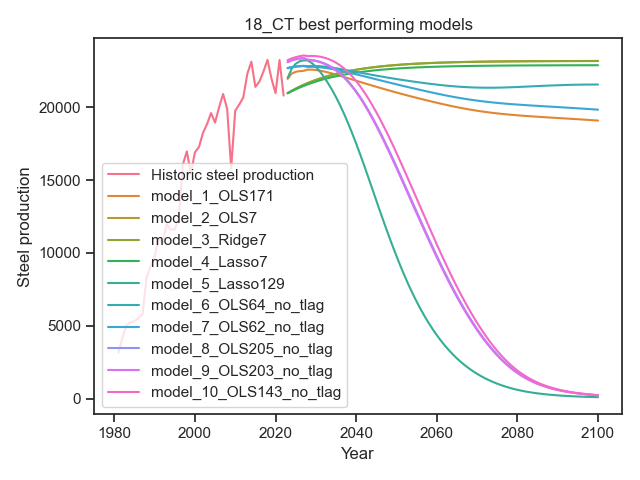 18_CT best performing models
Steel production
20000
15000
10000
5000
0
Historic steel production
model_1_OLS171
model_2_OLS7
model_3_Ridge7
model_4_Lasso7
model_5_Lasso129
model_6_OLS64_no_tlag
model_7_OLS62_no_tlag
model_8_OLS205_no_tlag
model_9_OLS203_no_tlag
model_10_OLS143_no_tlag
1980 2000 2020 2040 2060 2080 2100
Year